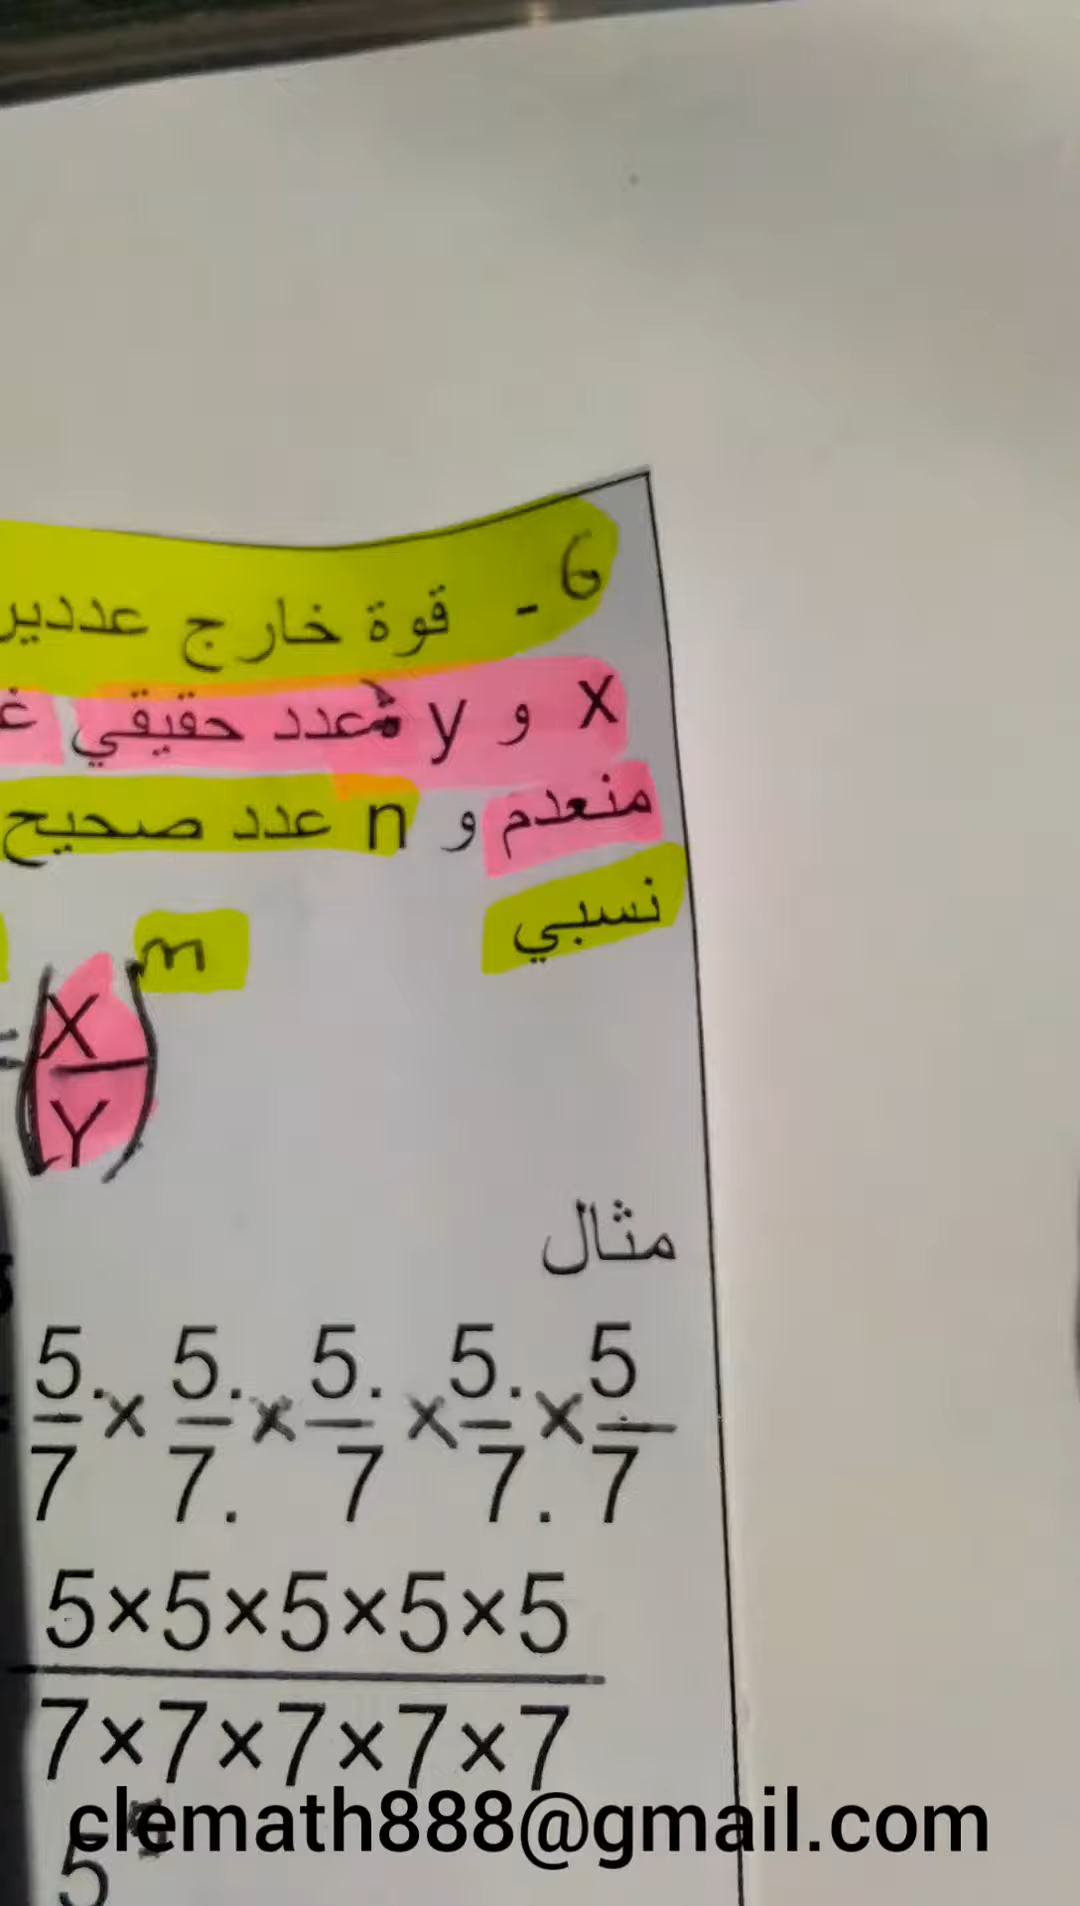 6 - قوة خارج
x و y عدد حقيقي
منعدم و n عدد صحيح
نسبي
(X/Y)^m
مثال
5/7 × 5/7 × 5/7 × 5/7 × 5/7
5×5×5×5×5
7×7×7×7×7
clemath888@gmail.com
5